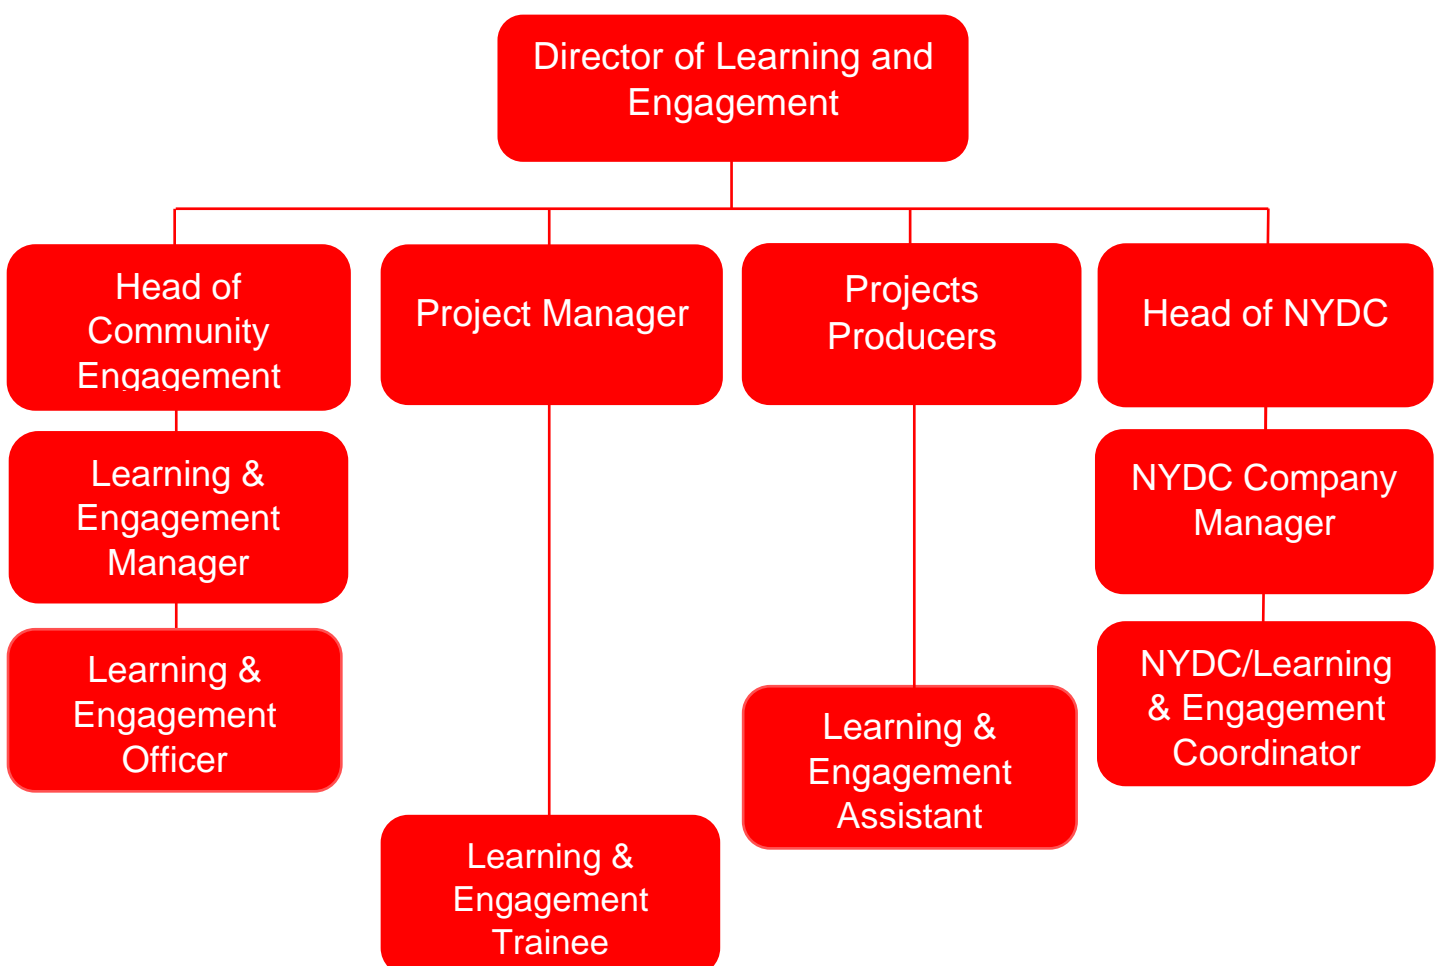 Director of Learning and
Engagement
Head of
Community
Engagement
Project Manager
Projects
Producers
Head of NYDC
Learning &
Engagement
Manager
NYDC Company
Manager
Learning &
Engagement
Officer
NYDC/Learning
& Engagement
Coordinator
Learning &
Engagement
Assistant
Learning &
Engagement
Trainee